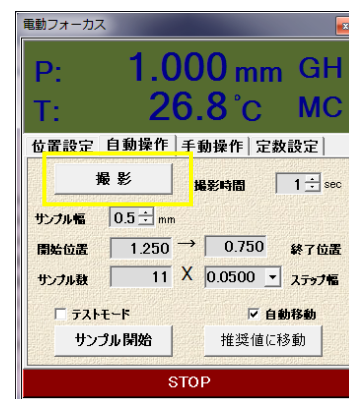 電動フォーカス
P: 1.000 mm GH
T: 26.8°C MC
位置設定 自動操作 手動操作 定数設定
撮影 撮影時間 1 sec
サンプル幅 0.5 mm
開始位置 1.250 → 0.750 終了位置
サンプル数 11 X 0.0500 ステップ幅
テストモード 自動移動
サンプル開始 推奨値に移動
STOP